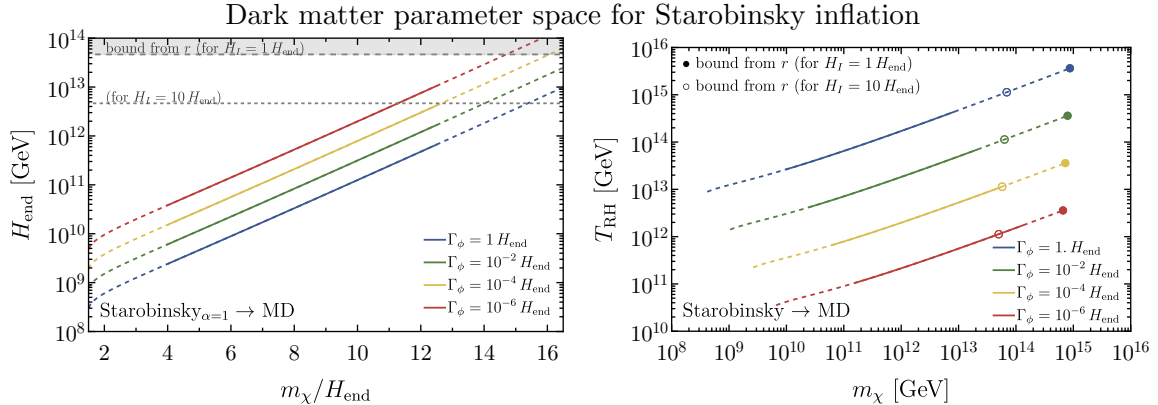 Dark matter parameter space for Starobinsky inflation
bound from r (for H_I = 1 H_end)
(for H_I = 10 H_end)
10^14
10^13
10^12
10^11
10^10
10^9
10^8
H_end [GeV]
Γ_ϕ = 1 H_end
Γ_ϕ = 10^−2 H_end
Γ_ϕ = 10^−4 H_end
Γ_ϕ = 10^−6 H_end
Starobinsky_α=1 → MD
2 4 6 8 10 12 14 16
m_χ/H_end
● bound from r (for H_I = 1 H_end)
○ bound from r (for H_I = 10 H_end)
10^16
10^15
10^14
10^13
10^12
10^11
10^10
T_RH [GeV]
Γ_ϕ = 1. H_end
Γ_ϕ = 10^−2 H_end
Γ_ϕ = 10^−4 H_end
Γ_ϕ = 10^−6 H_end
Starobinsky → MD
10^8 10^9 10^10 10^11 10^12 10^13 10^14 10^15 10^16
m_χ [GeV]